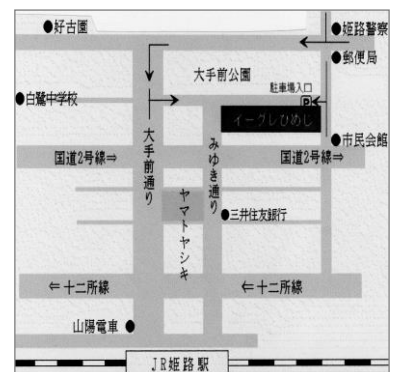 ●好古園
●姫路警察
●郵便局
大手前公園
駐車場入口
P
●白鷺中学校
イーグレひめじ
大手前通り
みゆき通り
●市民会館
国道2号線⇒
国道2号線⇒
ヤマトヤシキ
●三井住友銀行
⇐十二所線
⇐十二所線
山陽電車●
JR姫路駅